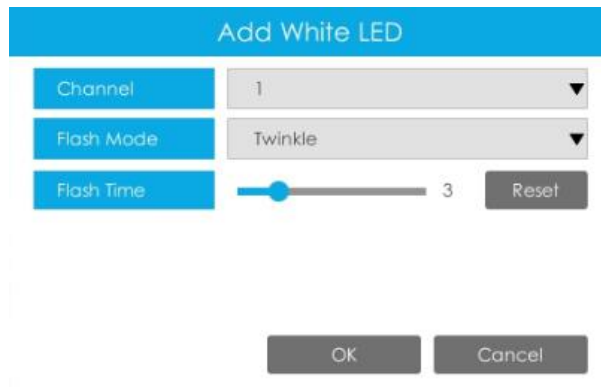 Add White LED
Channel 1
Flash Mode Twinkle
Flash Time 3 Reset
OK Cancel